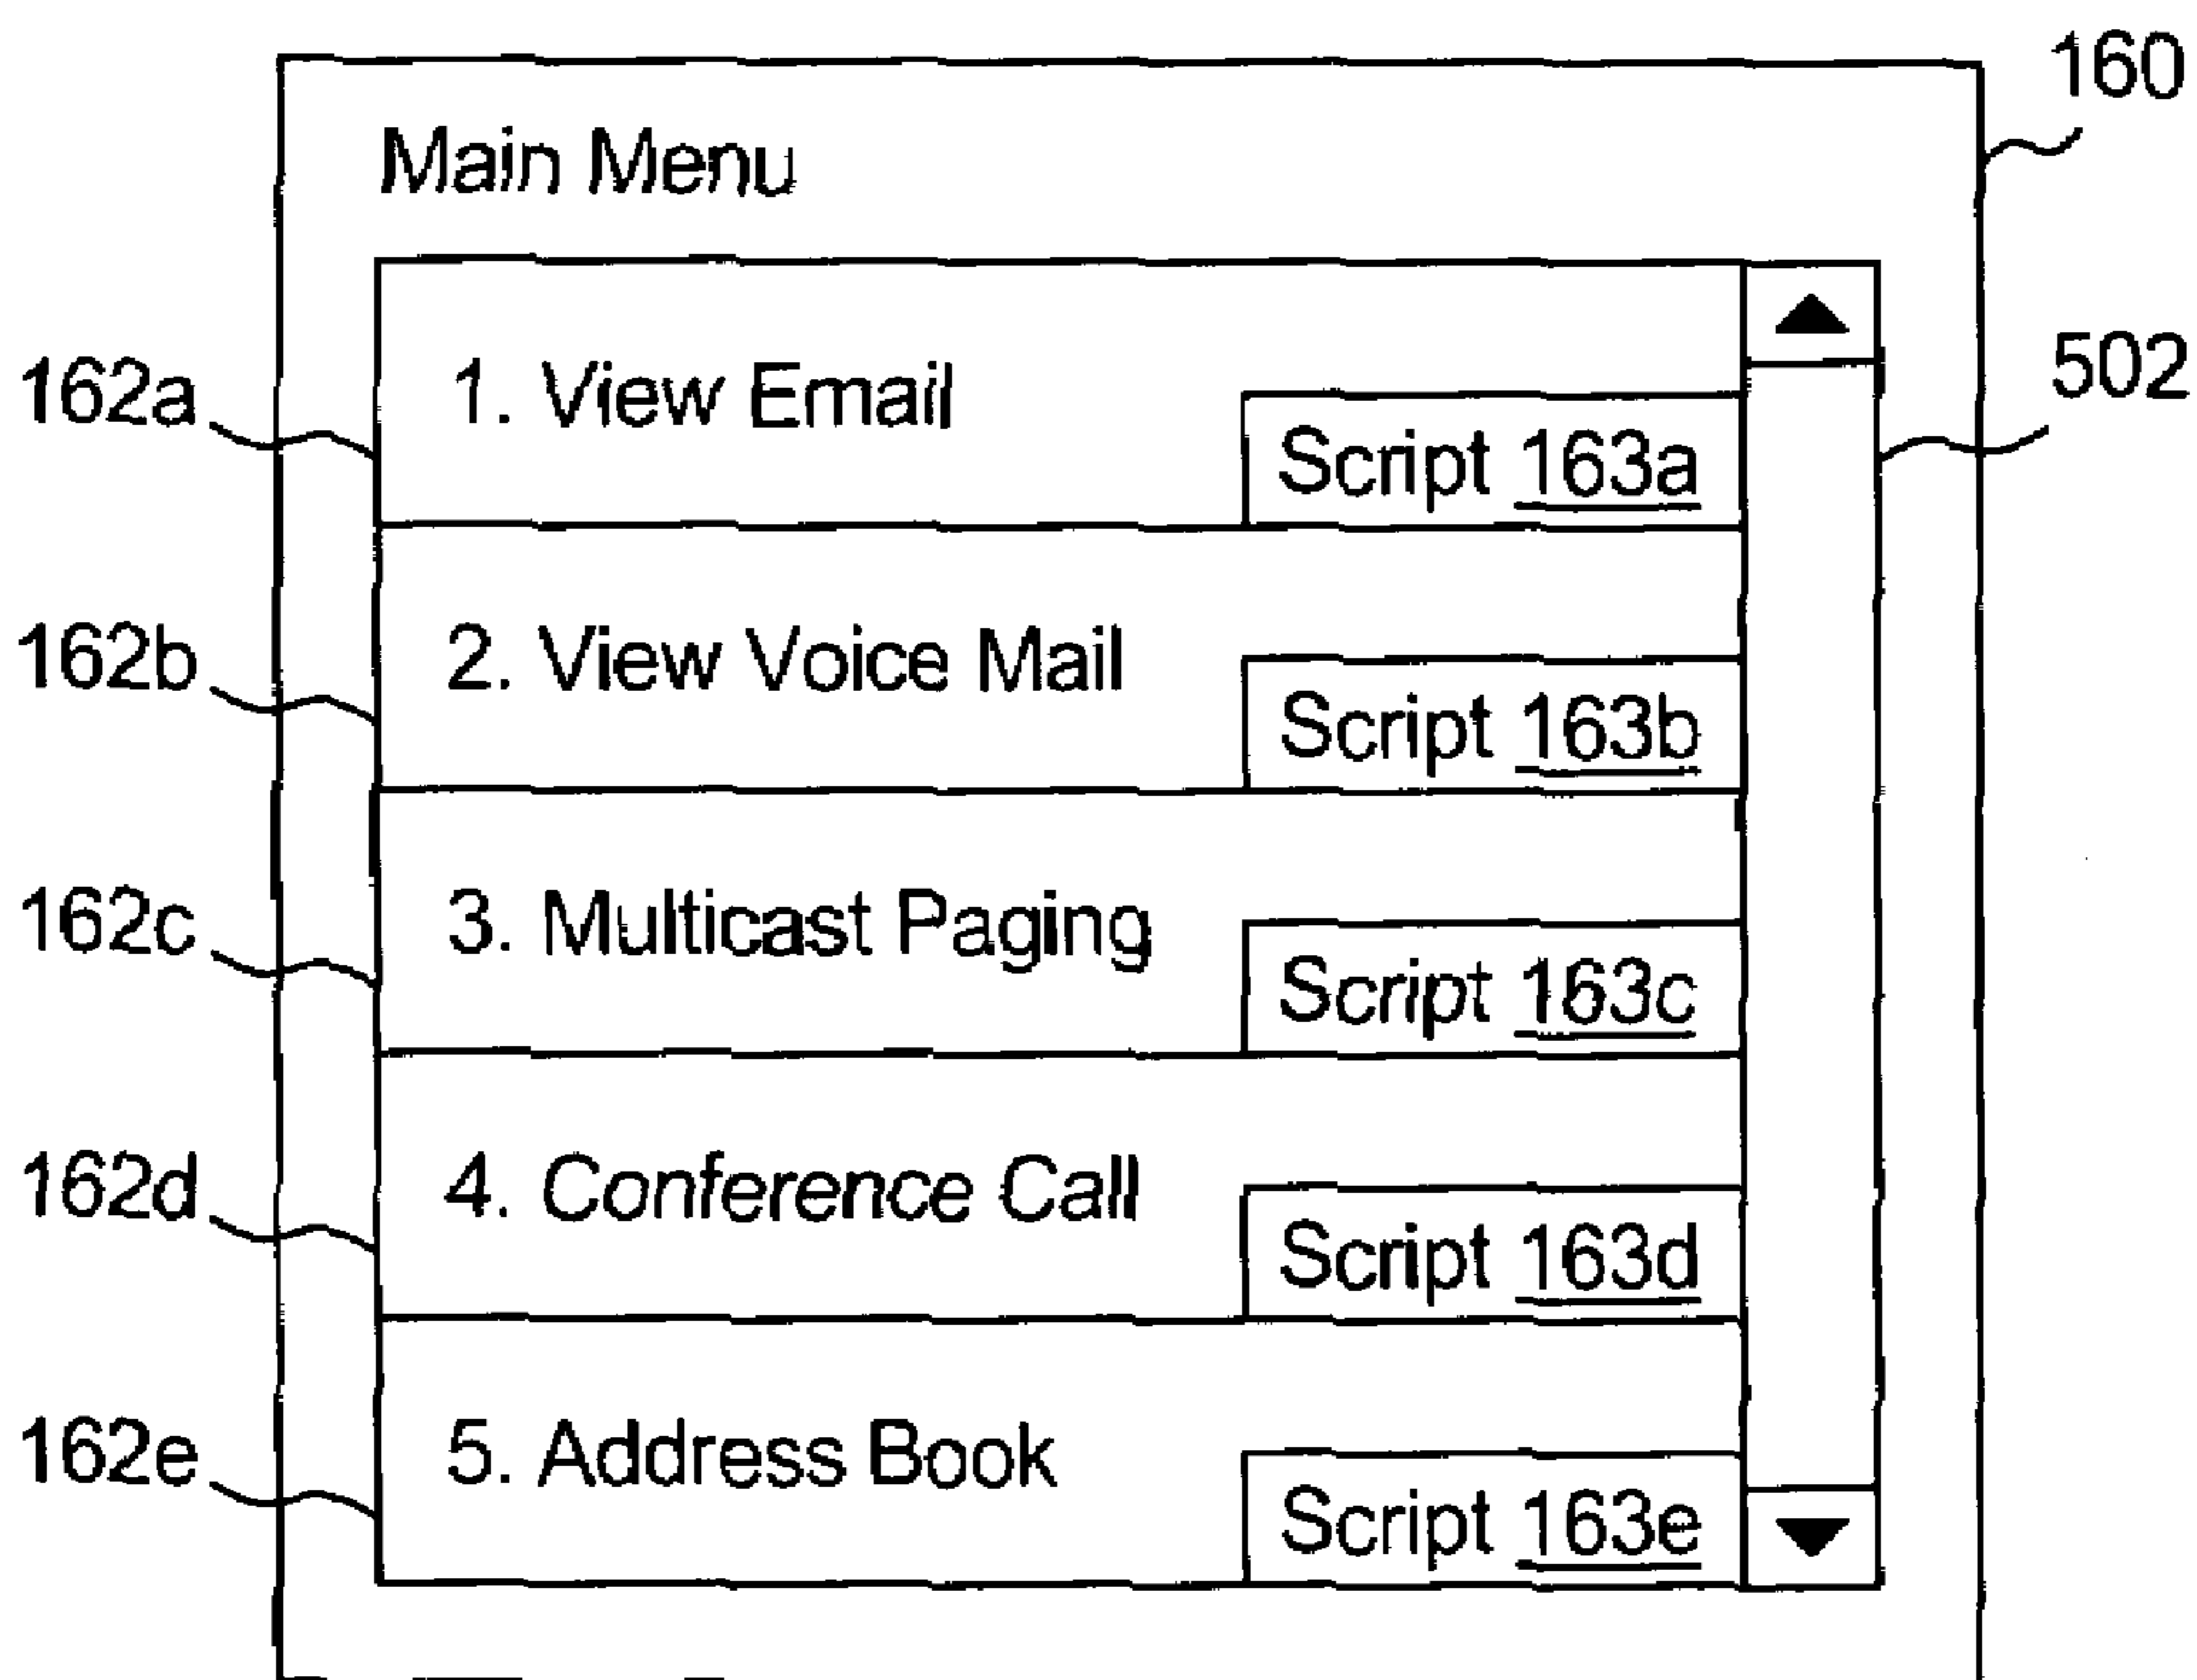 160
Main Menu
502
162a
1. View Email
Script 163a
162b
2. View Voice Mail
Script 163b
162c
3. Multicast Paging
Script 163c
162d
4. Conference Call
Script 163d
162e
5. Address Book
Script 163e